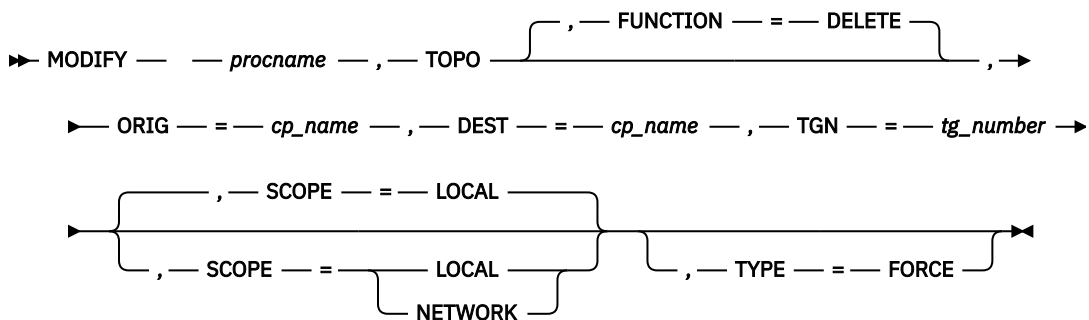 , FUNCTION = DELETE
MODIFY procname , TOPO ,
ORIG = cp_name , DEST = cp_name , TGN = tg_number
, SCOPE = LOCAL
, SCOPE = LOCAL , TYPE = FORCE
NETWORK